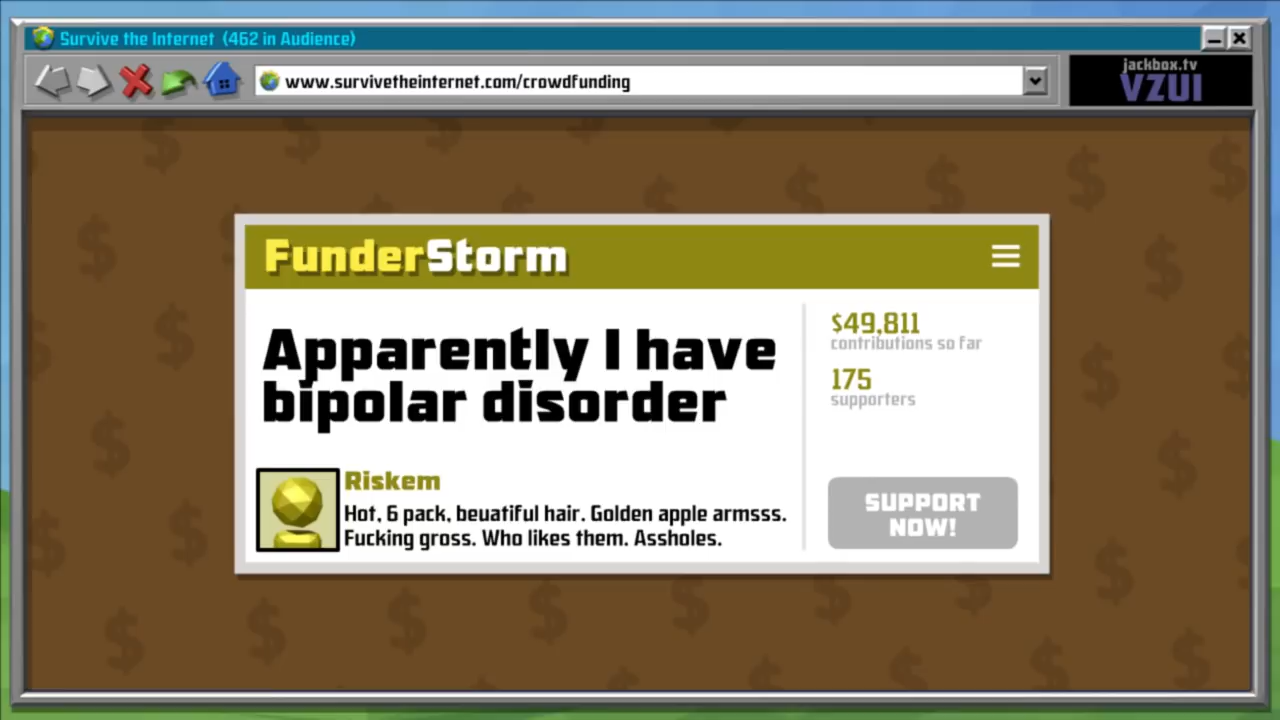 Survive the Internet (462 in Audience)
www.survivetheinternet.com/crowdfunding
jackbox.tv
VZUI
FunderStorm
Apparently I have
bipolar disorder
$49,811
contributions so far
175
supporters
Riskem
Hot, 6 pack, beuatiful hair. Golden apple armsss.
Fucking gross. Who likes them. Assholes.
SUPPORT
NOW!